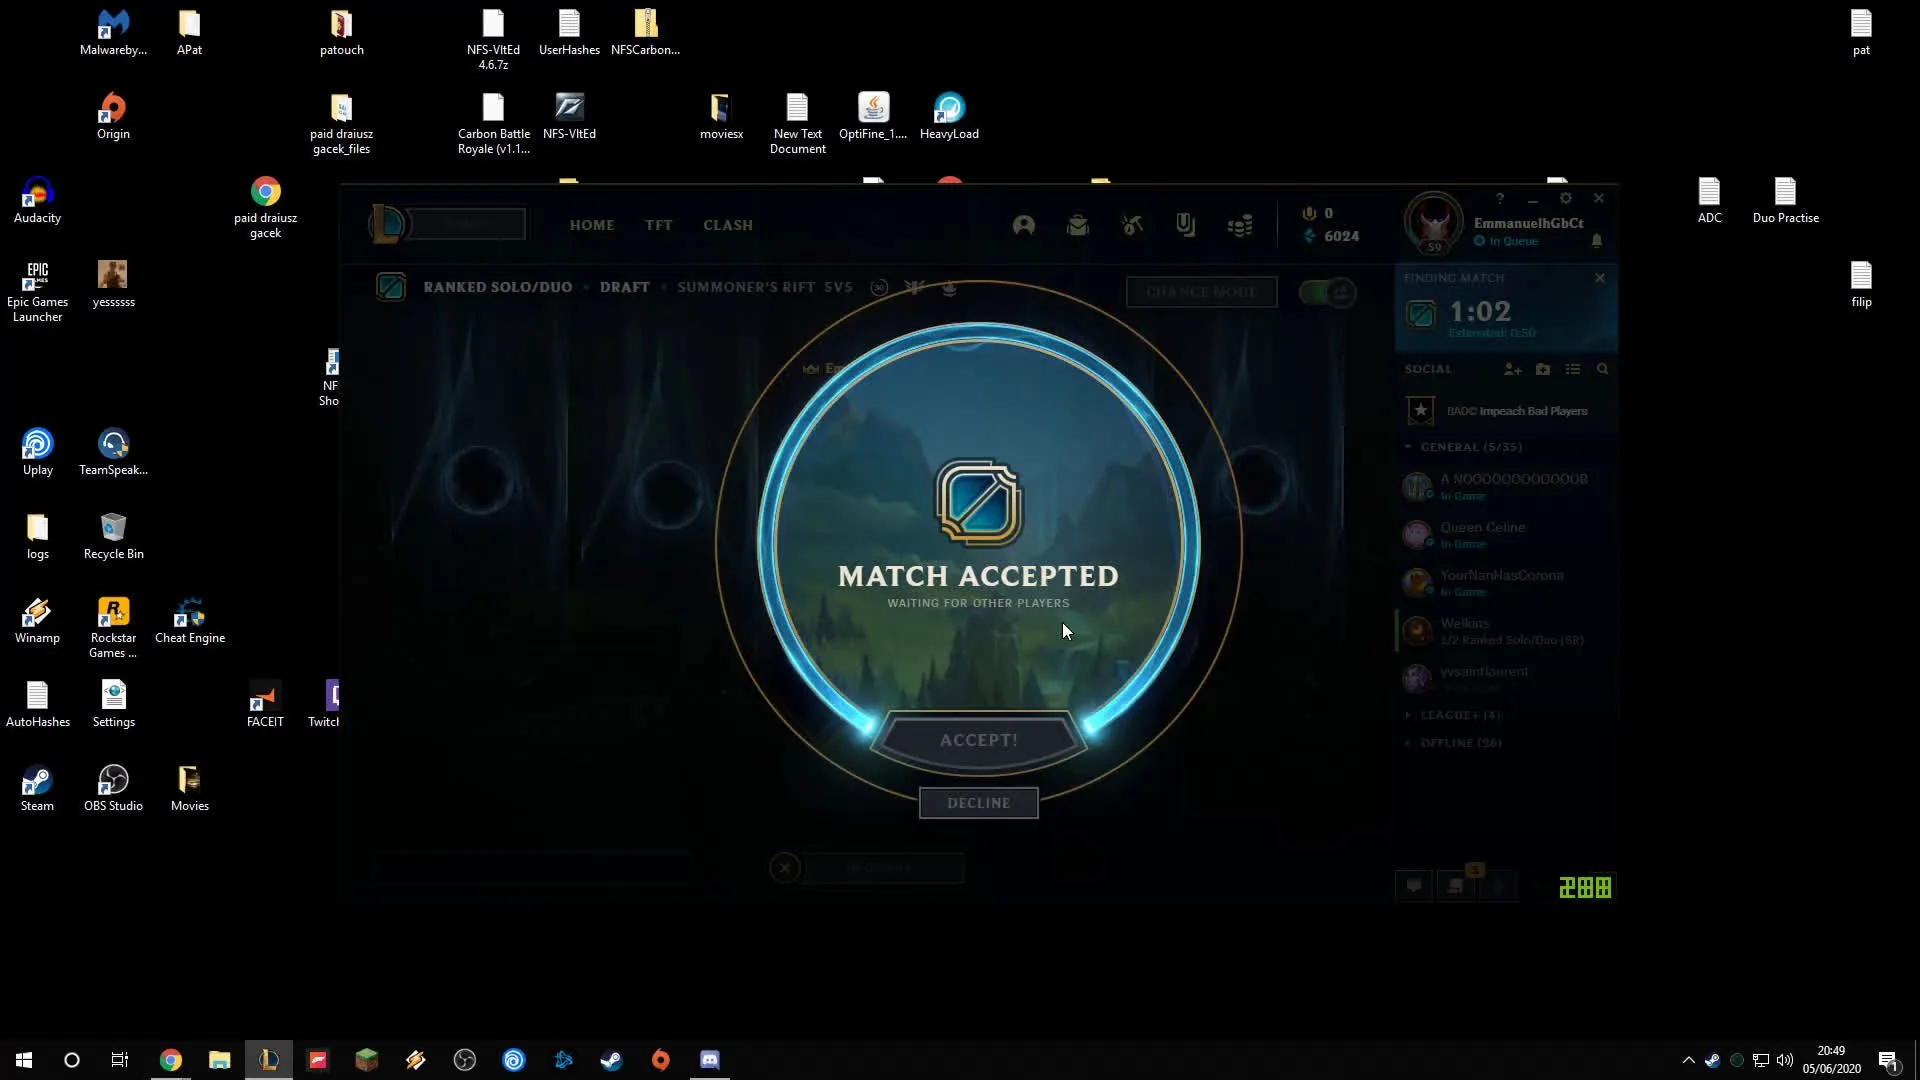 Malwareby...
APat
patouch
NFS-VltEd
4.6.7z
UserHashes
NFSCarbon...
pat
Origin
paid draiusz
gacek_files
Carbon Battle
Royale (v1.1...
NFS-VltEd
moviesx
New Text
Document
OptiFine_1....
HeavyLoad
Audacity
paid draiusz
gacek
ADC
Duo Practise
Epic Games
Launcher
yessssss
filip
NF
Sho
Uplay
TeamSpeak...
logs
Recycle Bin
Winamp
Rockstar
Games ...
Cheat Engine
AutoHashes
Settings
FACEIT
Twitch
Steam
OBS Studio
Movies
HOME
TFT
CLASH
0
6024
59
EmmanuelhGbCt
In Queue
RANKED SOLO/DUO • DRAFT • SUMMONER'S RIFT 5V5
30
CHANGE MODE
FINDING MATCH
1:02
Estimated: 0:50
SOCIAL
BAD© Impeach Bad Players
GENERAL (5/35)
A NOOOOOOOOOOOOB
In Game
Queen Celine
In Game
YourNanHasCorona
In Game
Welkins
1/2 Ranked Solo/Duo (SR)
yvsaintlaurent
LEAGUE+ (4)
OFFLINE (26)
MATCH ACCEPTED
WAITING FOR OTHER PLAYERS
ACCEPT!
DECLINE
3
288
20:49
05/06/2020
1